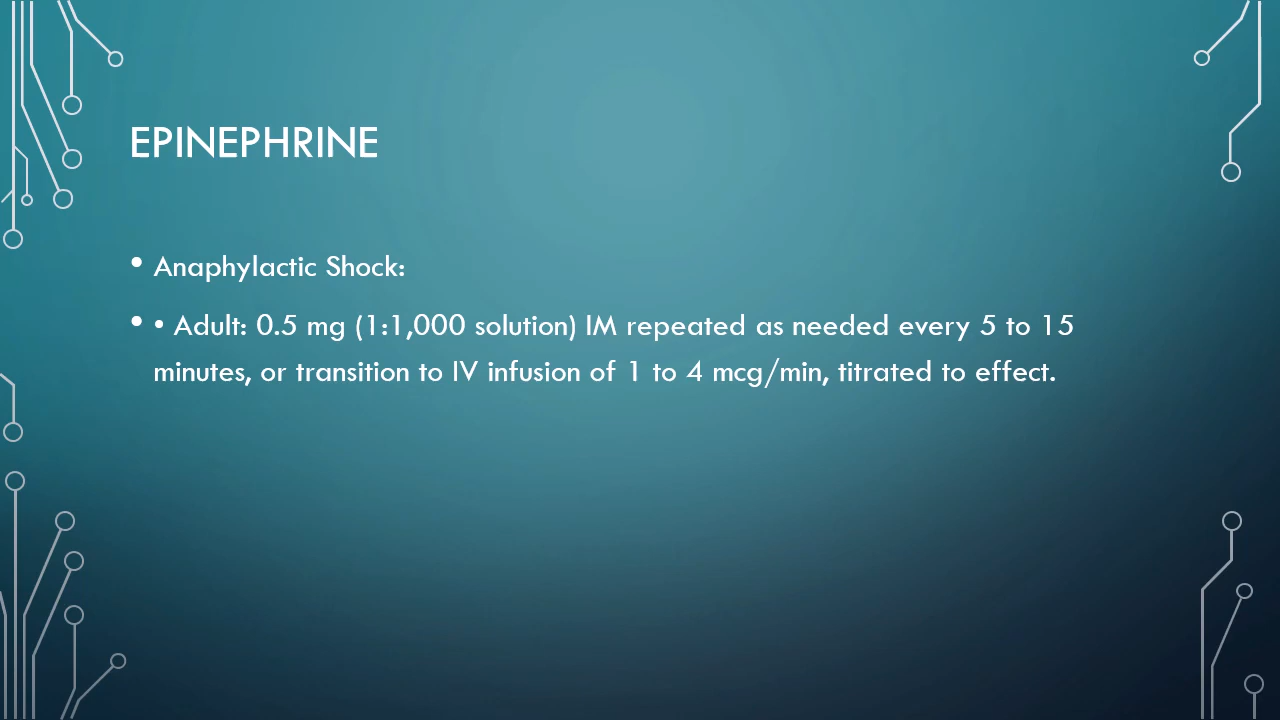 EPINEPHRINE
• Anaphylactic Shock:
• • Adult: 0.5 mg (1:1,000 solution) IM repeated as needed every 5 to 15
minutes, or transition to IV infusion of 1 to 4 mcg/min, titrated to effect.